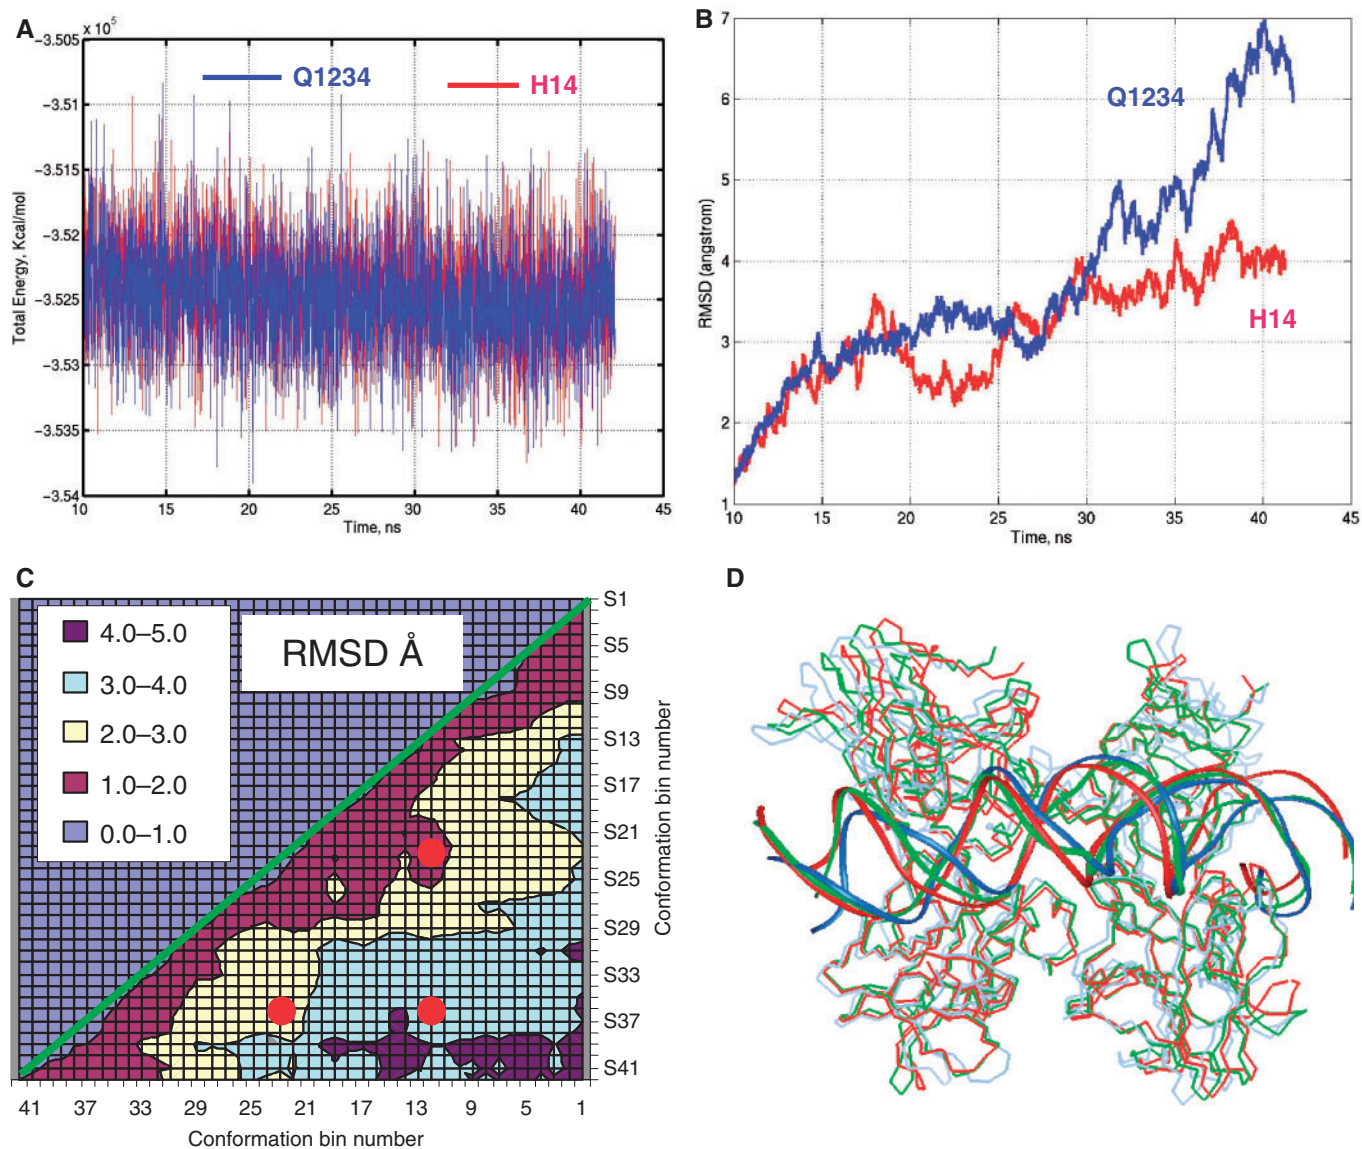 A
x 10^5
−3.505
−3.51
−3.515
−3.52
−3.525
−3.53
−3.535
−3.54
Total Energy, Kcal/mol
Q1234
H14
10 15 20 25 30 35 40 45
Time, ns
B
7
6
5
4
3
2
1
RMSD (angstrom)
Q1234
H14
10 15 20 25 30 35 40 45
Time, ns
C
4.0–5.0
3.0–4.0
2.0–3.0
1.0–2.0
0.0–1.0
RMSD Å
S1
S5
S9
S13
S17
S21
S25
S29
S33
S37
S41
Conformation bin number
41 37 33 29 25 21 17 13 9 5 1
Conformation bin number
D